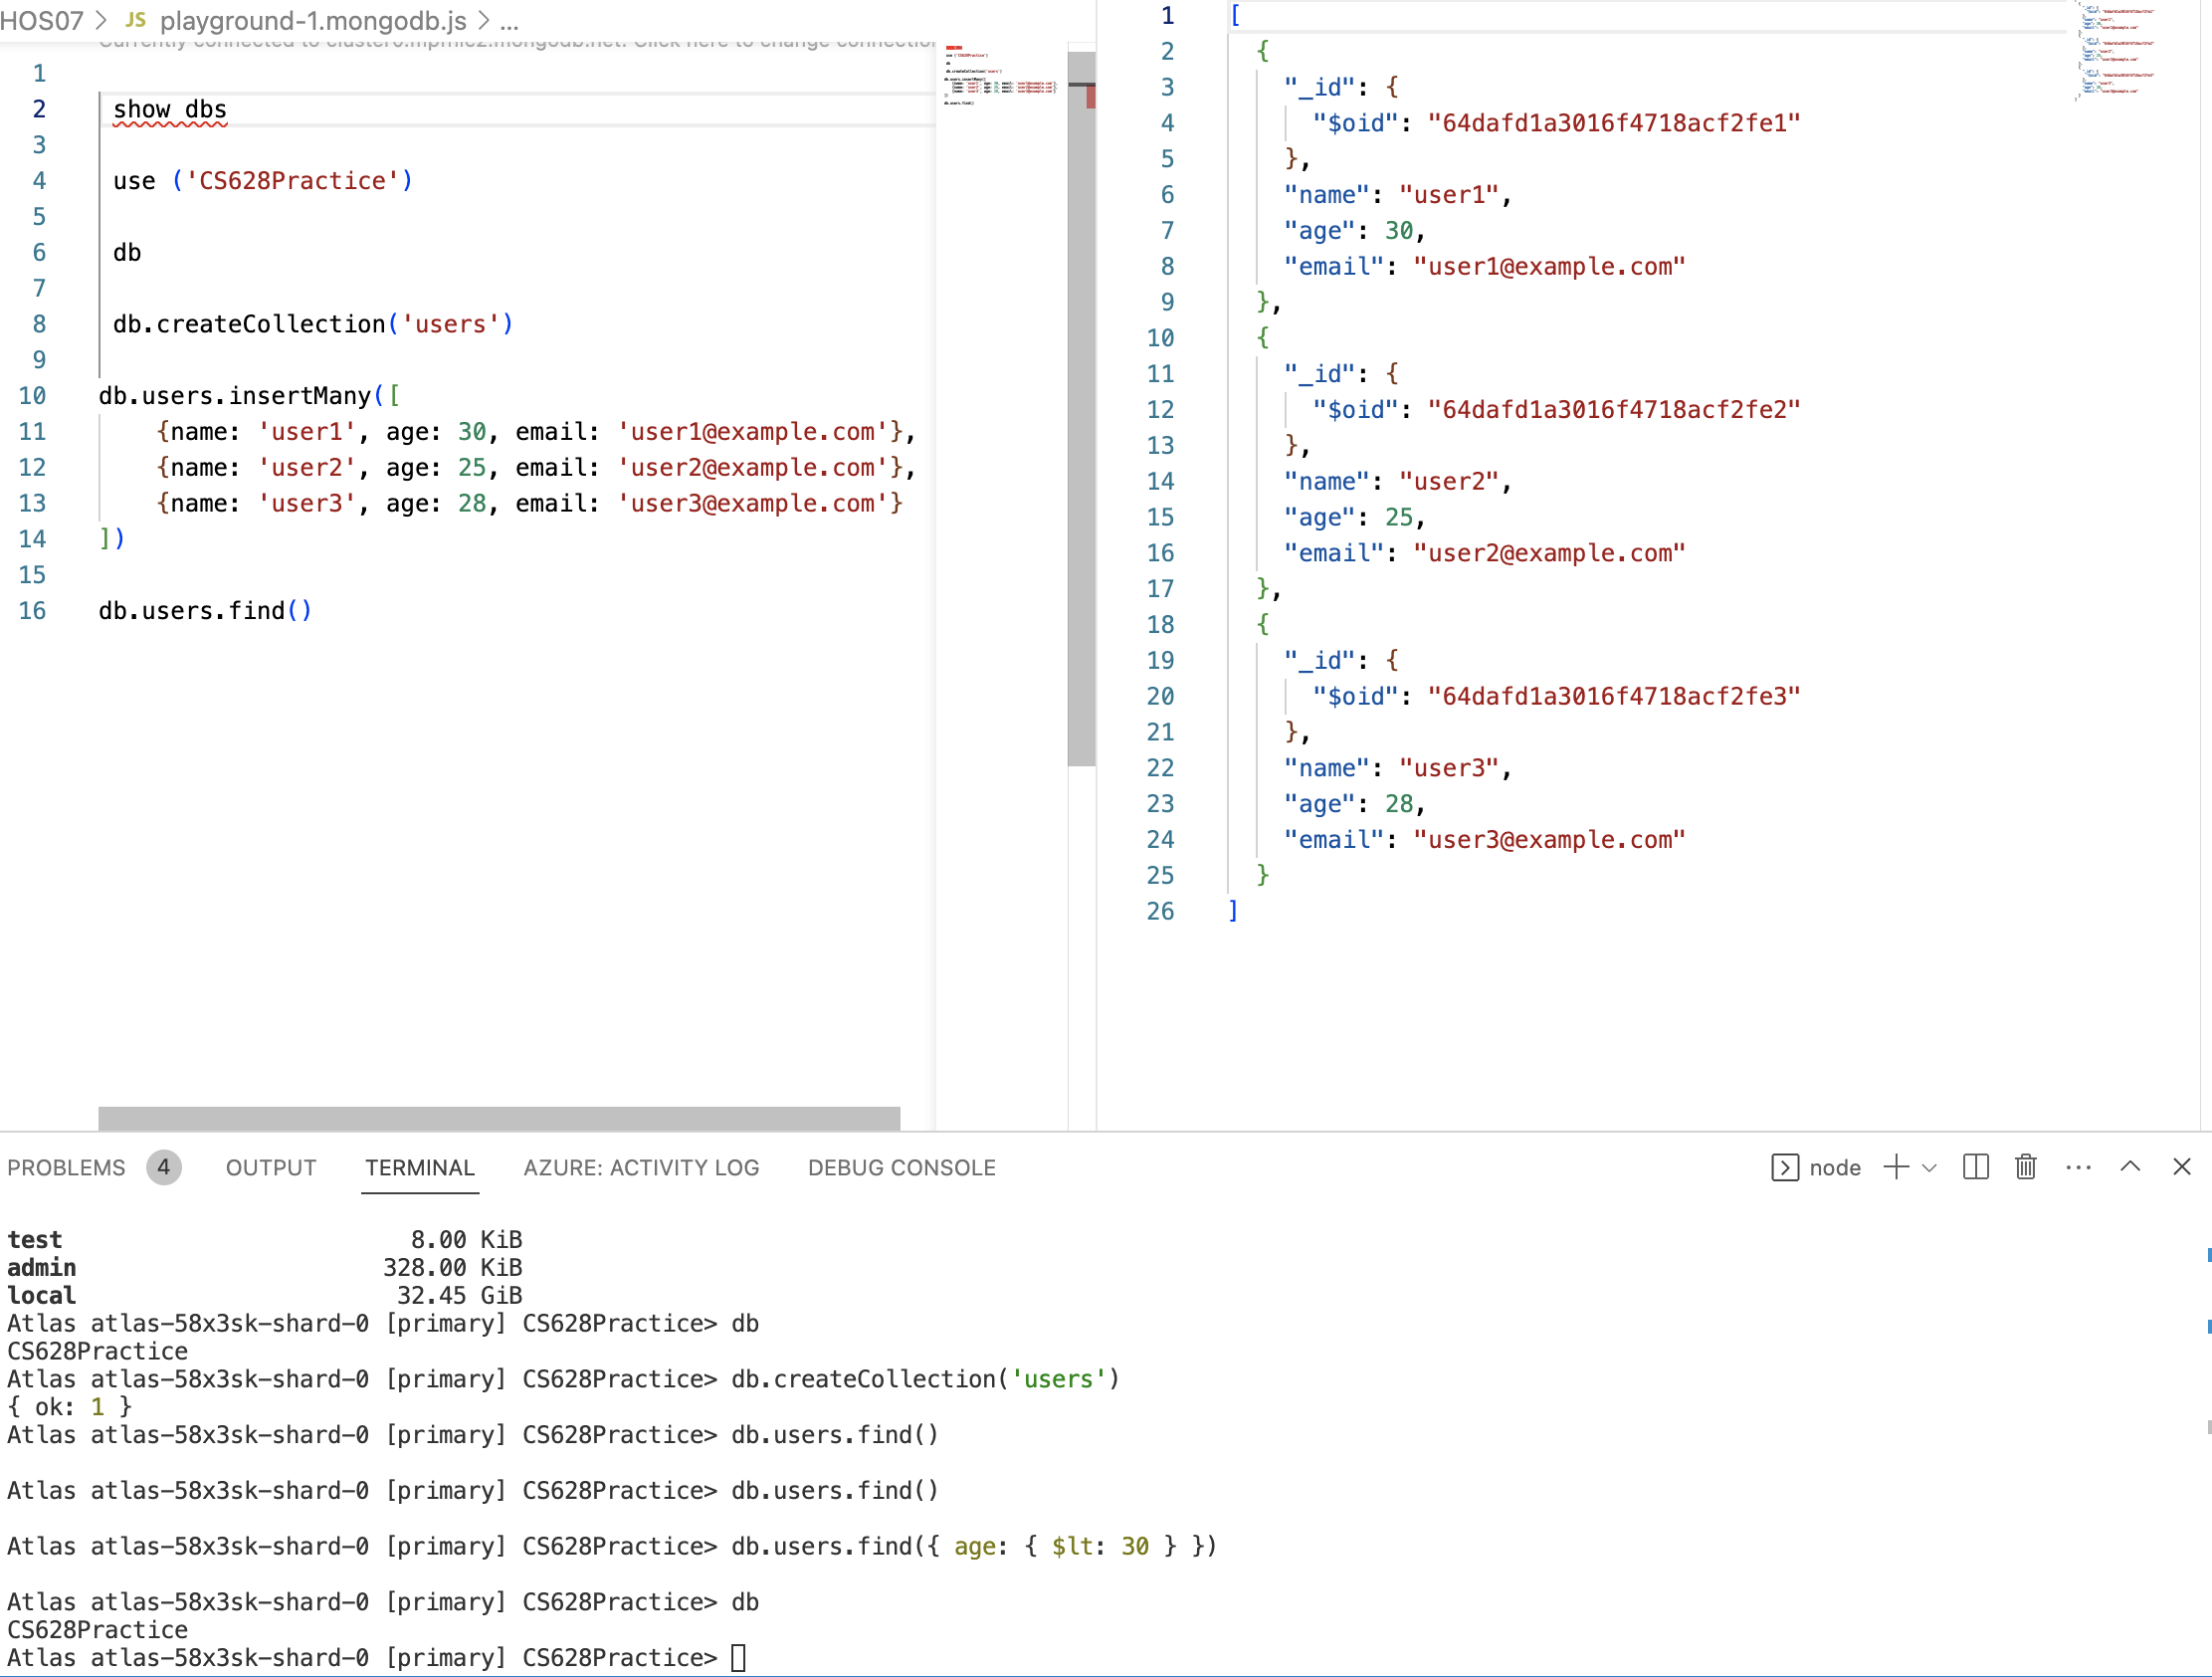 HOS07 > JS playground-1.mongodb.js > ...
Currently connected to cluster0. mongodb.net. Click here to change connection
1
2 show dbs
3
4 use ('CS628Practice')
5
6 db
7
8 db.createCollection('users')
9
10 db.users.insertMany([
11 {name: 'user1', age: 30, email: 'user1@example.com'},
12 {name: 'user2', age: 25, email: 'user2@example.com'},
13 {name: 'user3', age: 28, email: 'user3@example.com'}
14 ])
15
16 db.users.find()
1 [
2 {
3 "_id": {
4 "$oid": "64dafd1a3016f4718acf2fe1"
5 },
6 "name": "user1",
7 "age": 30,
8 "email": "user1@example.com"
9 },
10 {
11 "_id": {
12 "$oid": "64dafd1a3016f4718acf2fe2"
13 },
14 "name": "user2",
15 "age": 25,
16 "email": "user2@example.com"
17 },
18 {
19 "_id": {
20 "$oid": "64dafd1a3016f4718acf2fe3"
21 },
22 "name": "user3",
23 "age": 28,
24 "email": "user3@example.com"
25 }
26 ]
PROBLEMS 4 OUTPUT TERMINAL AZURE: ACTIVITY LOG DEBUG CONSOLE node
test 8.00 KiB
admin 328.00 KiB
local 32.45 GiB
Atlas atlas-58x3sk-shard-0 [primary] CS628Practice> db
CS628Practice
Atlas atlas-58x3sk-shard-0 [primary] CS628Practice> db.createCollection('users')
{ ok: 1 }
Atlas atlas-58x3sk-shard-0 [primary] CS628Practice> db.users.find()
Atlas atlas-58x3sk-shard-0 [primary] CS628Practice> db.users.find()
Atlas atlas-58x3sk-shard-0 [primary] CS628Practice> db.users.find({ age: { $lt: 30 } })
Atlas atlas-58x3sk-shard-0 [primary] CS628Practice> db
CS628Practice
Atlas atlas-58x3sk-shard-0 [primary] CS628Practice>